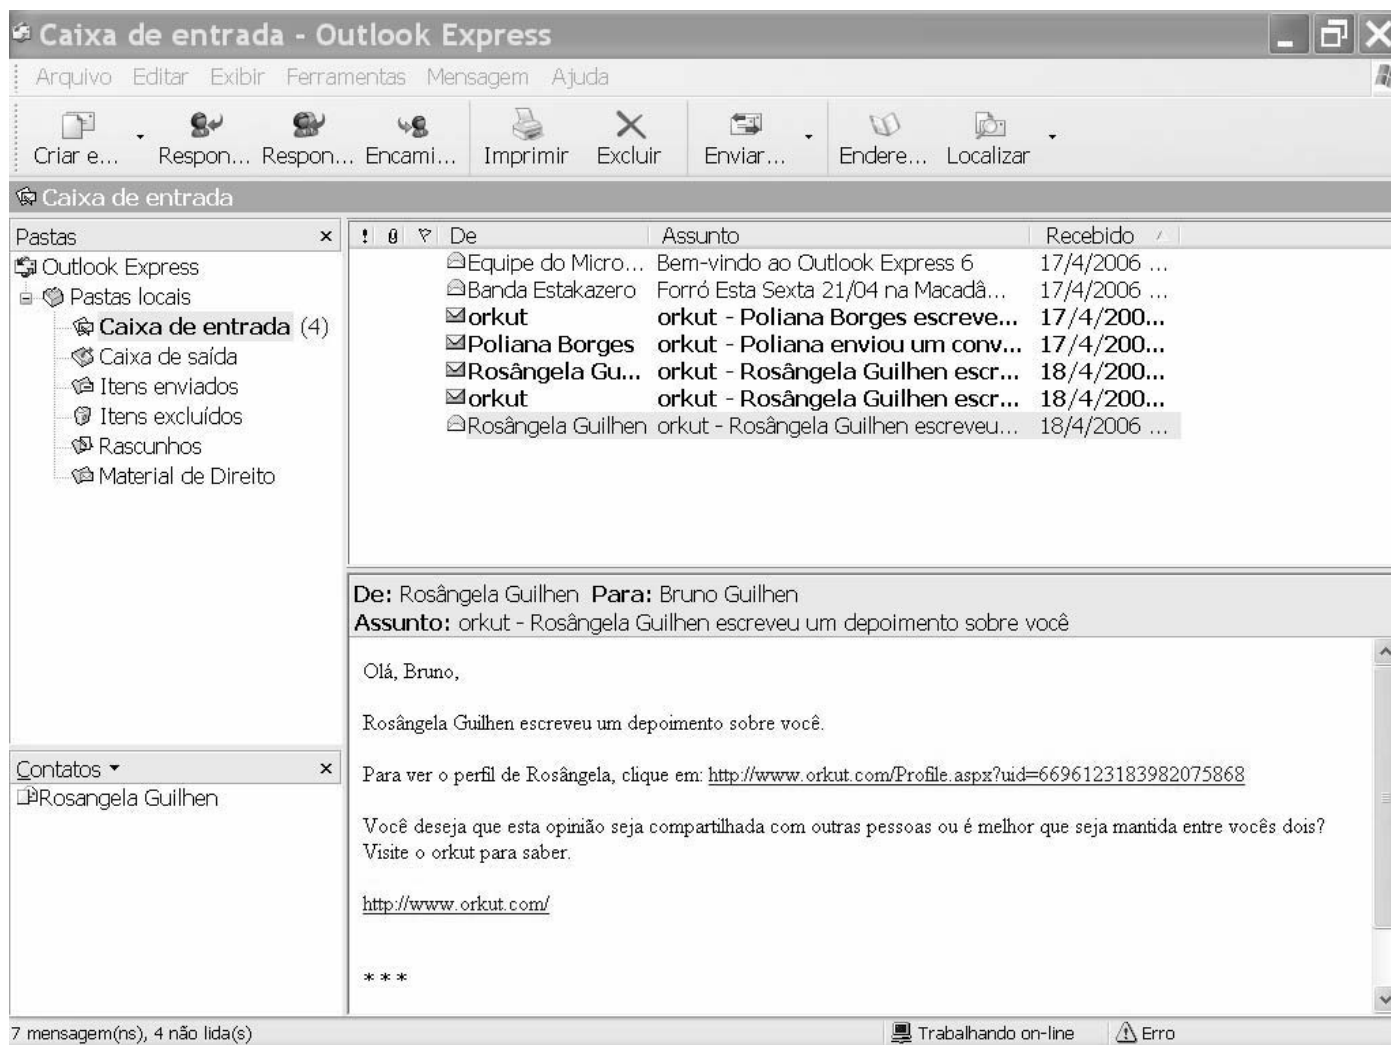 Caixa de entrada - Outlook Express
Arquivo Editar Exibir Ferramentas Mensagem Ajuda
Criar e... Respon... Respon... Encami... Imprimir Excluir Enviar... Endere... Localizar
Caixa de entrada
Pastas
Outlook Express
Pastas locais
Caixa de entrada (4)
Caixa de saída
Itens enviados
Itens excluídos
Rascunhos
Material de Direito
Contatos
Rosangela Guilhen
! De Assunto Recebido
Equipe do Micro... Bem-vindo ao Outlook Express 6 17/4/2006 ...
Banda Estakazero Forró Esta Sexta 21/04 na Macadâ... 17/4/2006 ...
orkut orkut - Poliana Borges escreve... 17/4/200...
Poliana Borges orkut - Poliana enviou um conv... 17/4/200...
Rosângela Gu... orkut - Rosângela Guilhen escr... 18/4/200...
orkut orkut - Rosângela Guilhen escr... 18/4/200...
Rosângela Guilhen orkut - Rosângela Guilhen escreveu... 18/4/2006 ...
De: Rosângela Guilhen Para: Bruno Guilhen
Assunto: orkut - Rosângela Guilhen escreveu um depoimento sobre você
Olá, Bruno,
Rosângela Guilhen escreveu um depoimento sobre você.
Para ver o perfil de Rosângela, clique em: http://www.orkut.com/Profile.aspx?uid=6696123183982075868
Você deseja que esta opinião seja compartilhada com outras pessoas ou é melhor que seja mantida entre vocês dois?
Visite o orkut para saber.
http://www.orkut.com/
* * *
7 mensagem(ns), 4 não lida(s) Trabalhando on-line Erro